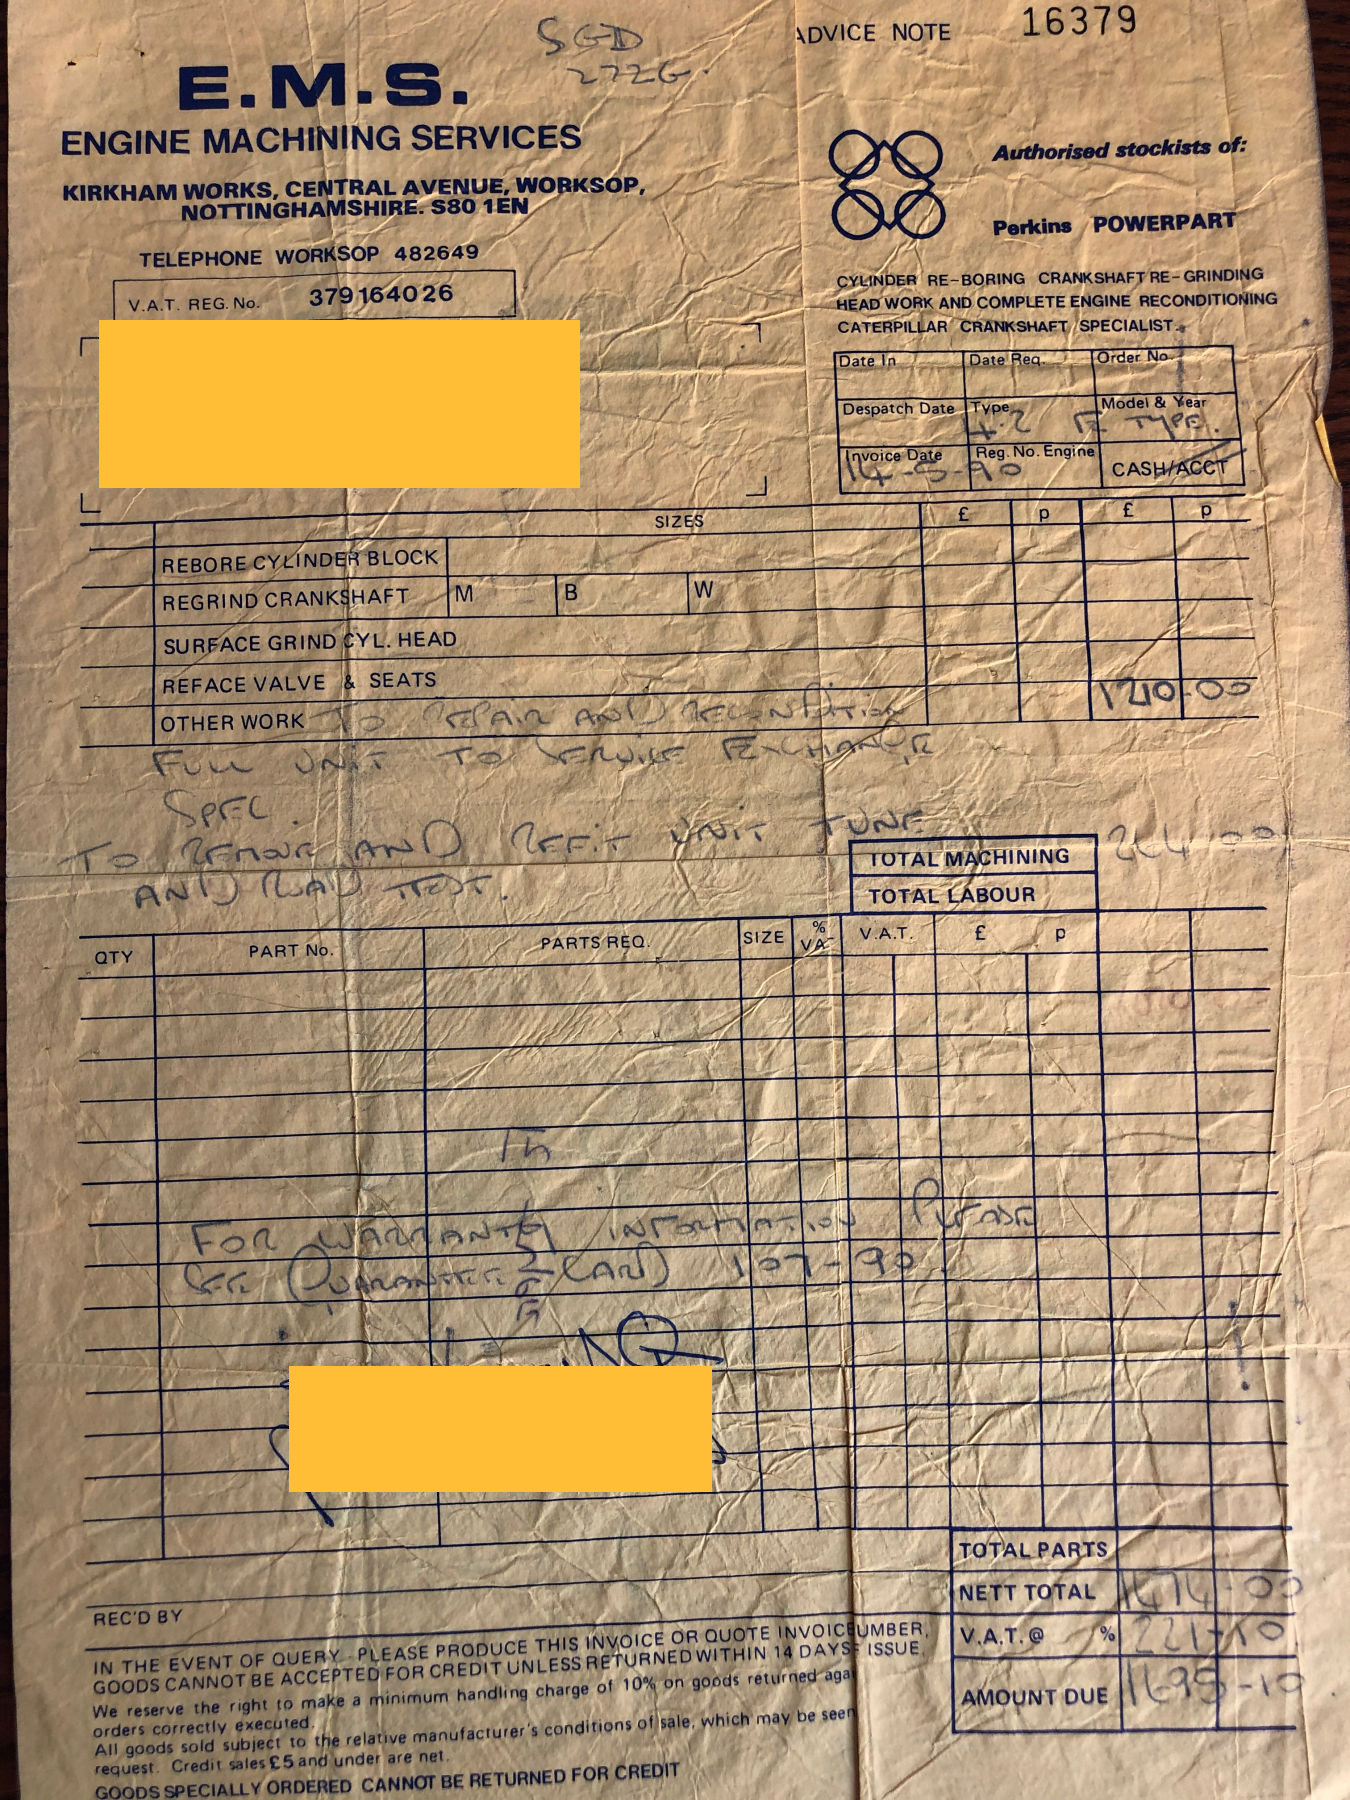 SGD
272G.
ADVICE NOTE 16379
E.M.S.
ENGINE MACHINING SERVICES
KIRKHAM WORKS, CENTRAL AVENUE, WORKSOP,
NOTTINGHAMSHIRE. S80 1EN
TELEPHONE WORKSOP 482649
V.A.T. REG. No. 379164026
Authorised stockists of:
Perkins POWERPART
CYLINDER RE-BORING CRANKSHAFT RE-GRINDING
HEAD WORK AND COMPLETE ENGINE RECONDITIONING
CATERPILLAR CRANKSHAFT SPECIALIST.
Date In Date Req. Order No.
Despatch Date Type Model & Year
4.2 E TYPE.
Invoice Date Reg. No. Engine CASH/ACCT
14-5-90
SIZES £ p £ p
REBORE CYLINDER BLOCK
REGRIND CRANKSHAFT M B W
SURFACE GRIND CYL. HEAD
REFACE VALVE & SEATS
OTHER WORK TO REPAIR AND RECONDITION 1210-00
FULL UNIT TO SERVICE EXCHANGE
SPEC.
TO REMOVE AND REFIT UNIT TUNE
AND ROAD TEST.
TOTAL MACHINING 264 00
TOTAL LABOUR
QTY PART No. PARTS REQ. SIZE % VA V.A.T. £ p
FOR WARRANTY INFORMATION PLEASE
SEE GUARANTEE CARD 107-90.
TOTAL PARTS
NETT TOTAL 1474-00
V.A.T. @ % 221-10
AMOUNT DUE 1695-10
REC'D BY
IN THE EVENT OF QUERY - PLEASE PRODUCE THIS INVOICE OR QUOTE INVOICE UMBER.
GOODS CANNOT BE ACCEPTED FOR CREDIT UNLESS RETURNED WITHIN 14 DAYS ISSUE.
We reserve the right to make a minimum handling charge of 10% on goods returned aga
orders correctly executed.
All goods sold subject to the relative manufacturer's conditions of sale, which may be seen
request. Credit sales £5 and under are net.
GOODS SPECIALLY ORDERED CANNOT BE RETURNED FOR CREDIT